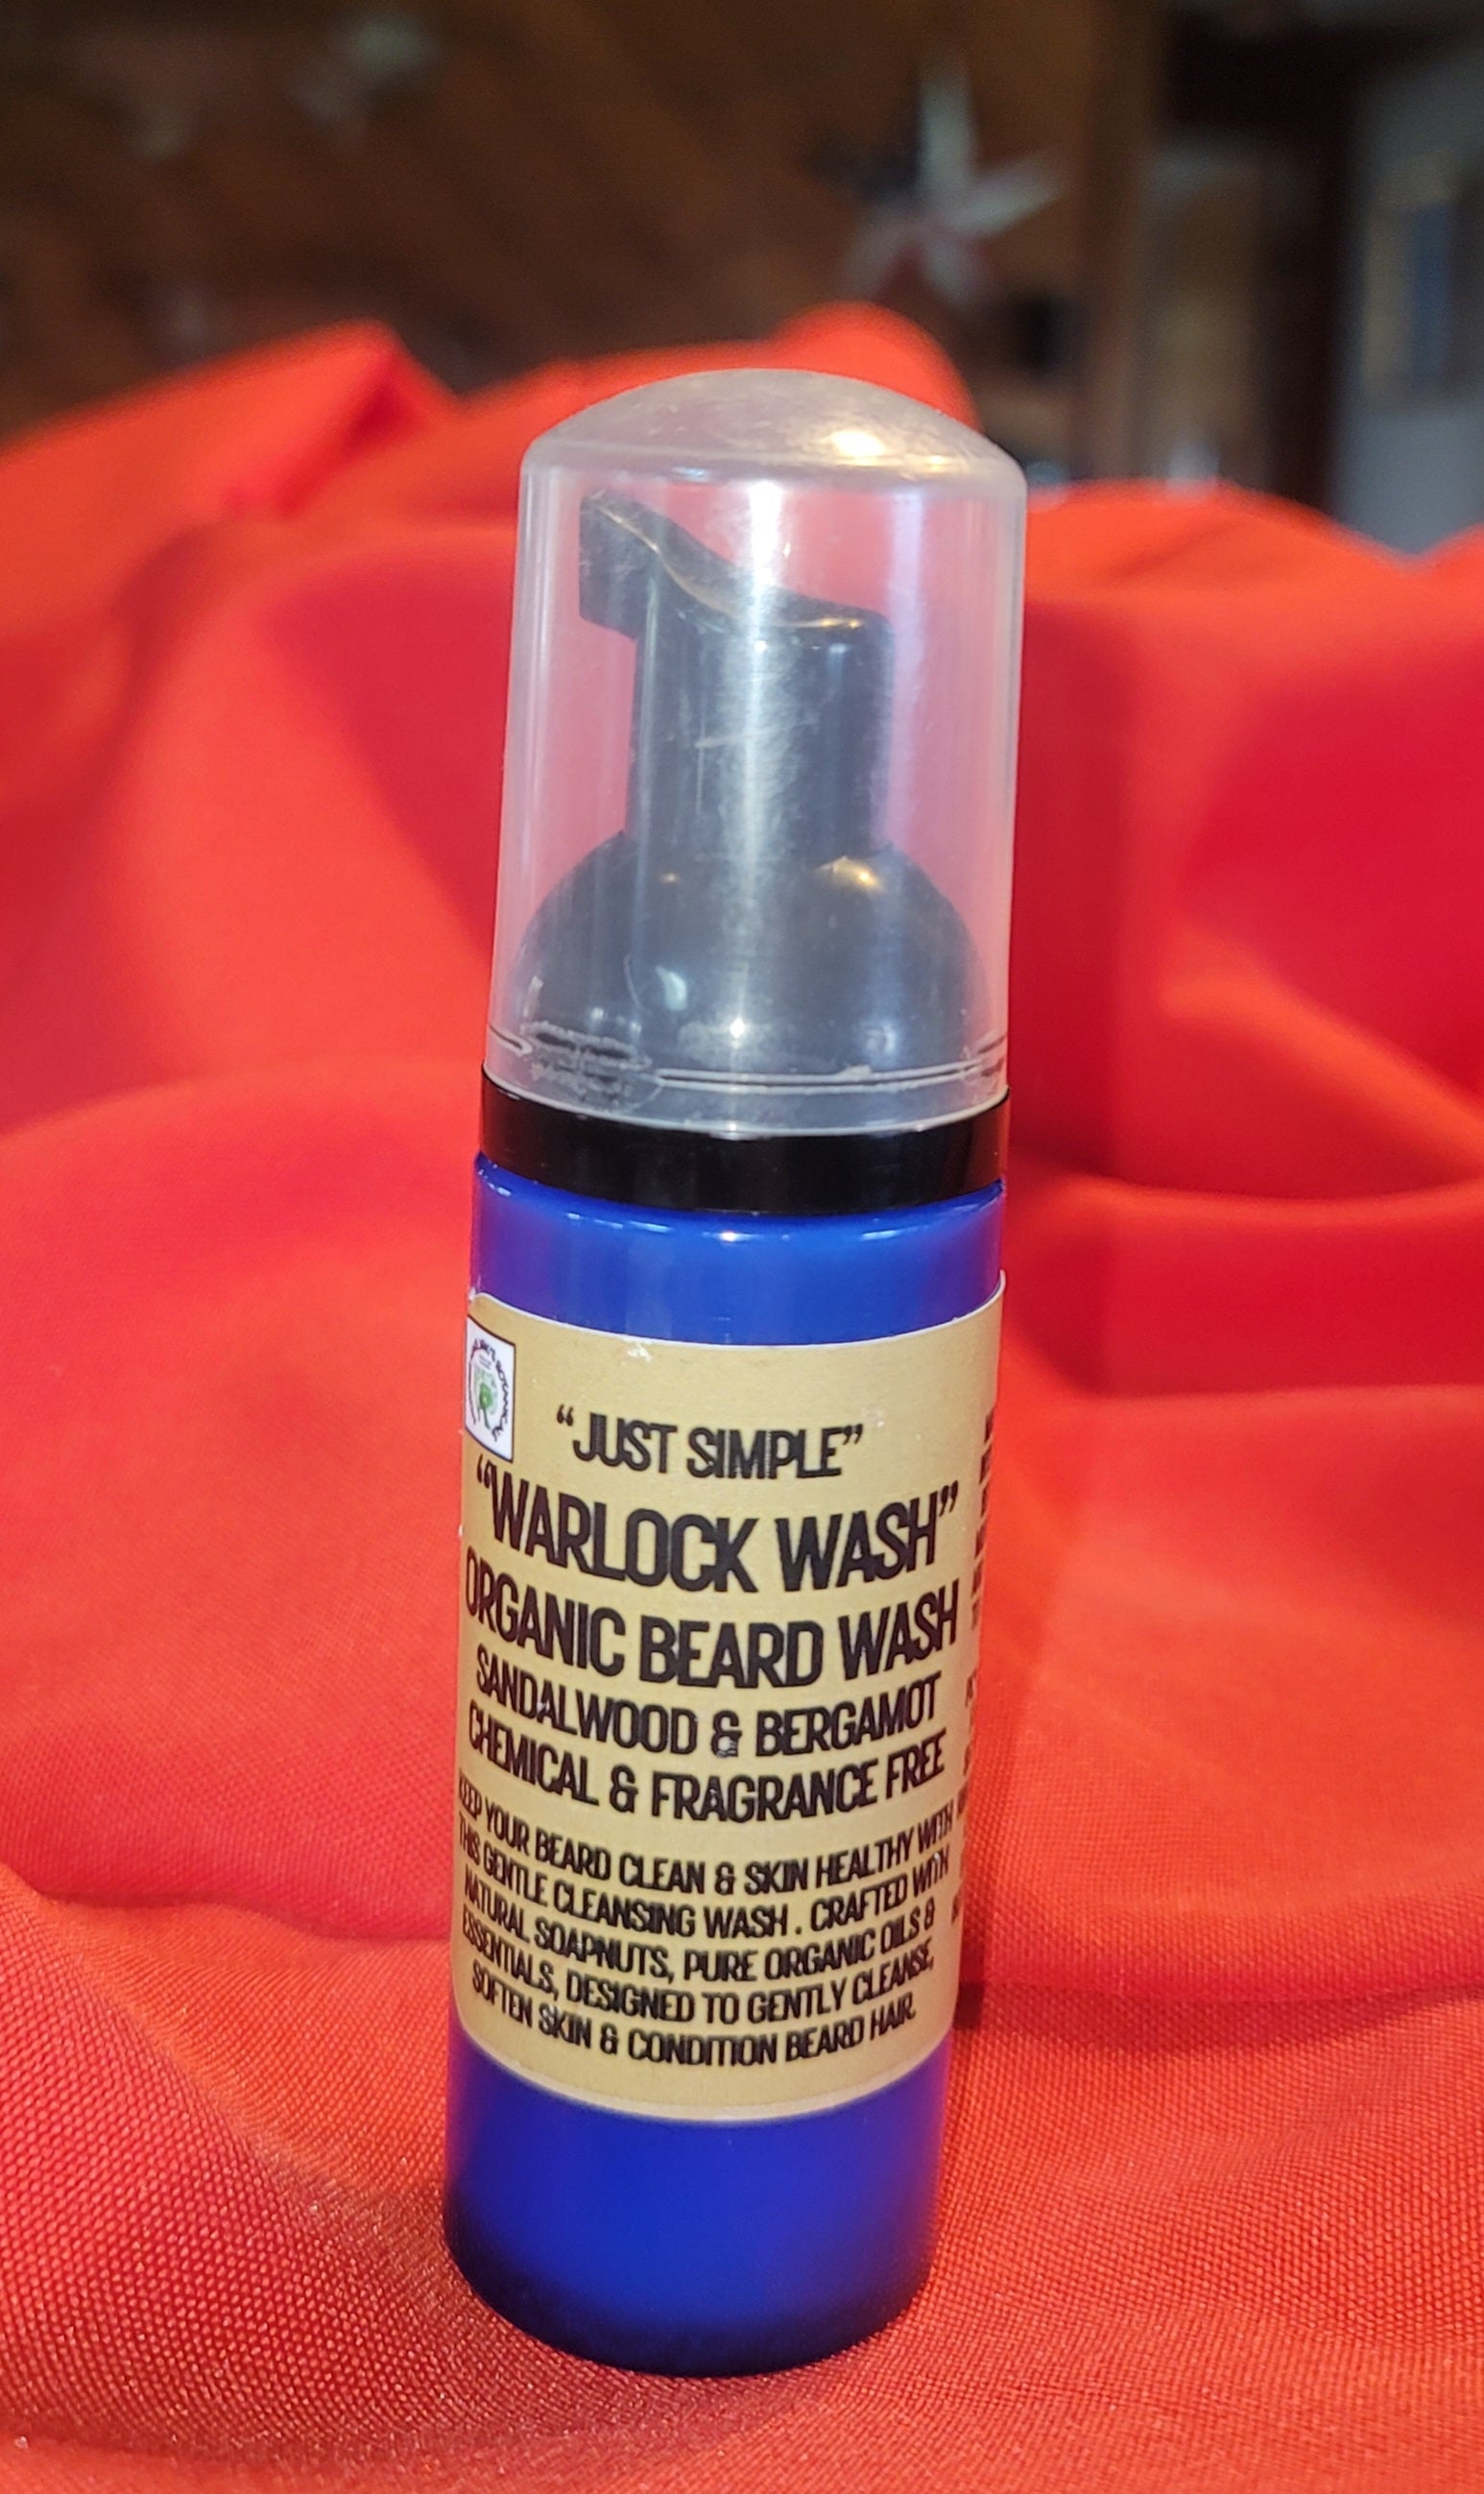 “JUST SIMPLE”
“WARLOCK WASH”
ORGANIC BEARD WASH
SANDALWOOD & BERGAMOT
CHEMICAL & FRAGRANCE FREE
KEEP YOUR BEARD CLEAN & SKIN HEALTHY WITH
THIS GENTLE CLEANSING WASH . CRAFTED WITH
NATURAL SOAPNUTS, PURE ORGANIC OILS &
ESSENTIALS, DESIGNED TO GENTLY CLEANSE,
SOFTEN SKIN & CONDITION BEARD HAIR.